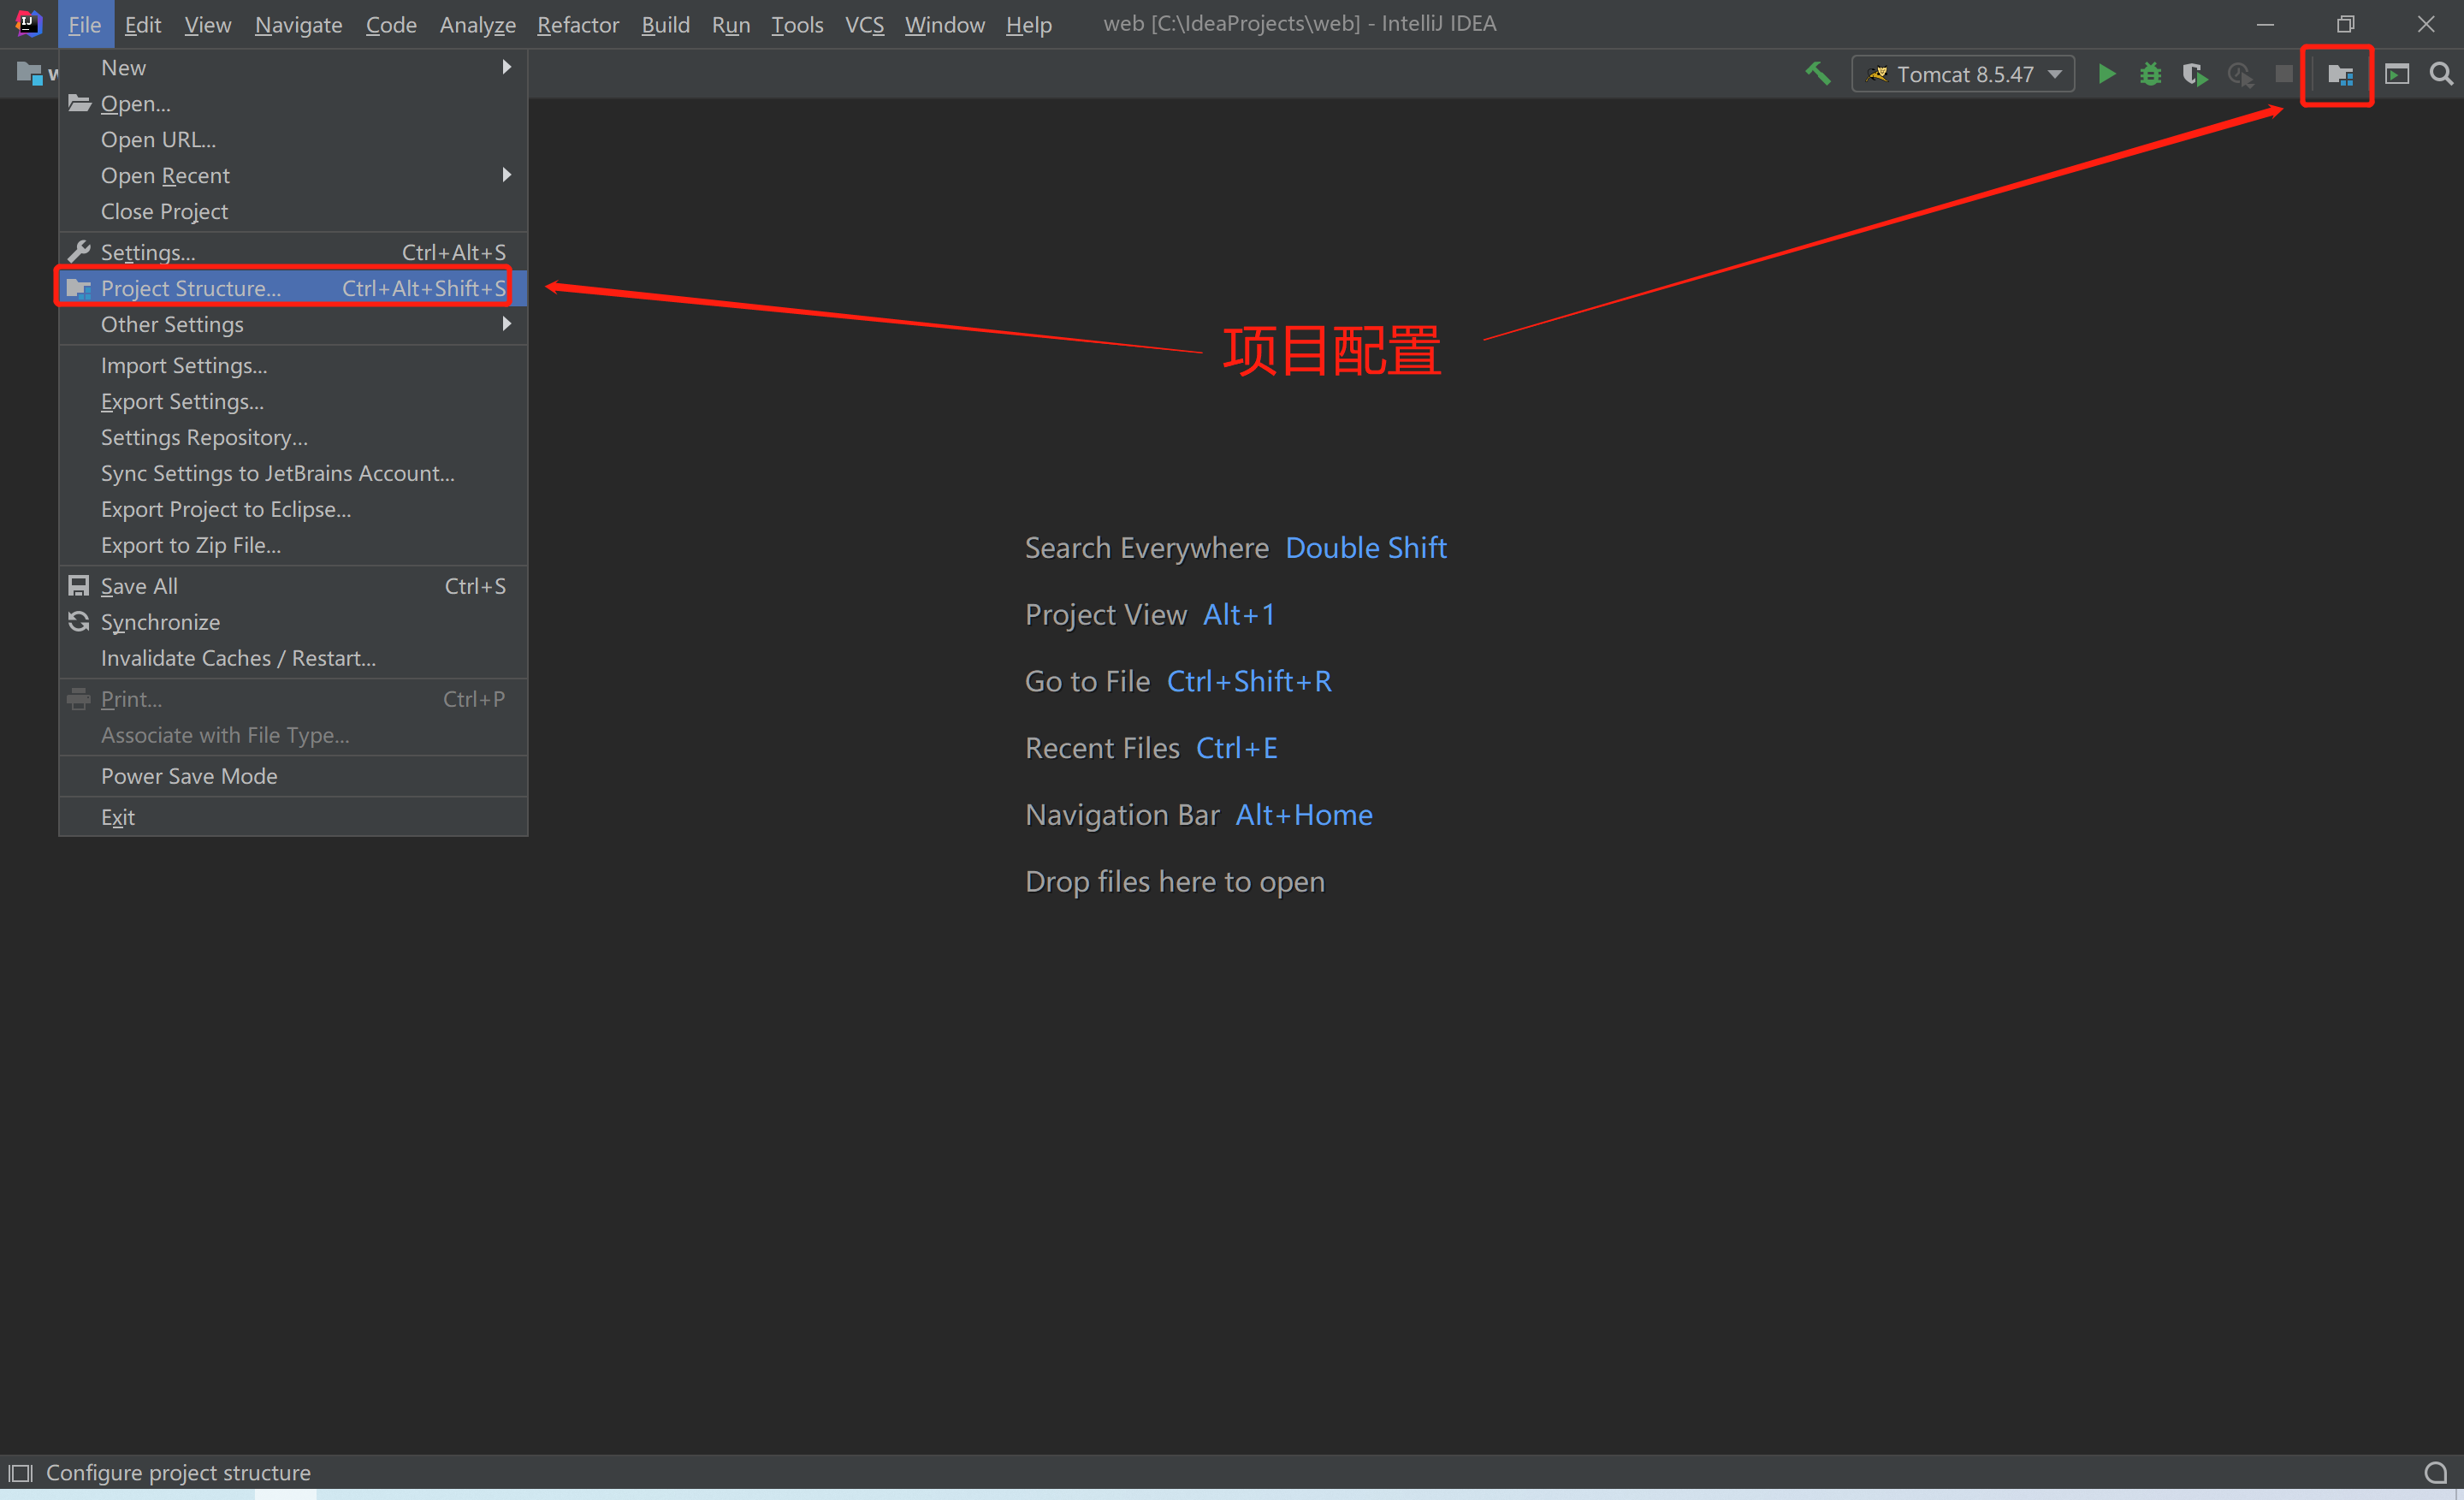 File Edit View Navigate Code Analyze Refactor Build Run Tools VCS Window Help web [C:\IdeaProjects\web] - IntelliJ IDEA
Tomcat 8.5.47
New
Open...
Open URL...
Open Recent
Close Project
Settings... Ctrl+Alt+S
Project Structure... Ctrl+Alt+Shift+S
Other Settings
Import Settings...
Export Settings...
Settings Repository...
Sync Settings to JetBrains Account...
Export Project to Eclipse...
Export to Zip File...
Save All Ctrl+S
Synchronize
Invalidate Caches / Restart...
Print... Ctrl+P
Associate with File Type...
Power Save Mode
Exit
项目配置
Search Everywhere Double Shift
Project View Alt+1
Go to File Ctrl+Shift+R
Recent Files Ctrl+E
Navigation Bar Alt+Home
Drop files here to open
Configure project structure